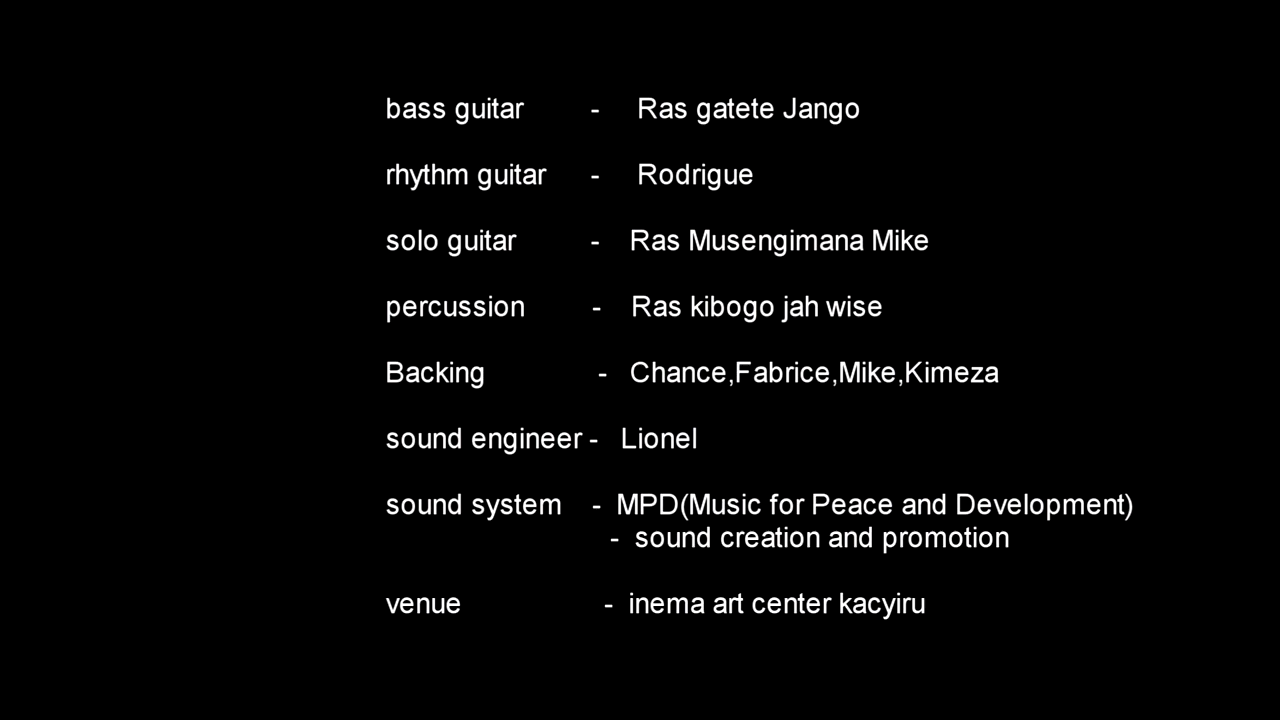 bass guitar - Ras gatete Jango
rhythm guitar - Rodrigue
solo guitar - Ras Musengimana Mike
percussion - Ras kibogo jah wise
Backing - Chance,Fabrice,Mike,Kimeza
sound engineer - Lionel
sound system - MPD(Music for Peace and Development)
- sound creation and promotion
venue - inema art center kacyiru